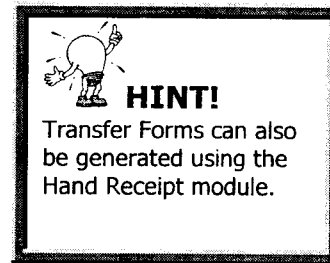 HINT!
Transfer Forms can also
be generated using the
Hand Receipt module.